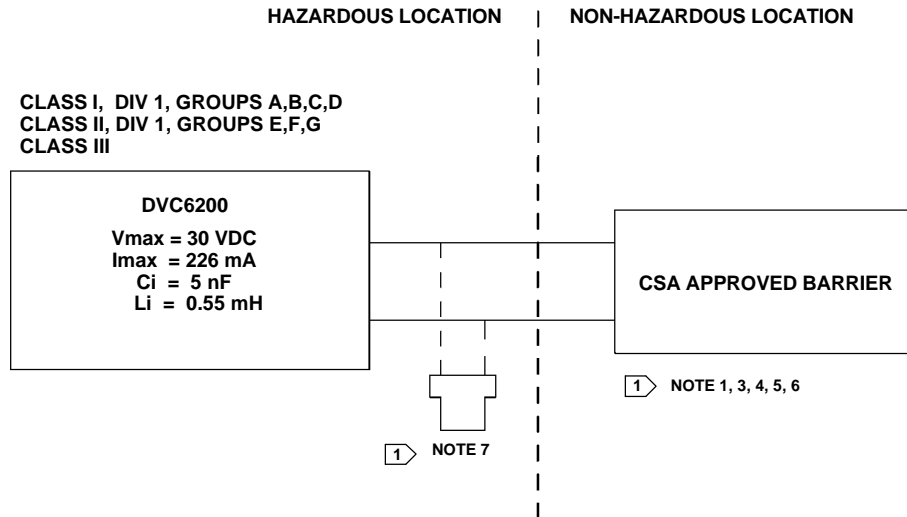 HAZARDOUS LOCATION
NON-HAZARDOUS LOCATION
CLASS I, DIV 1, GROUPS A,B,C,D
CLASS II, DIV 1, GROUPS E,F,G
CLASS III
DVC6200
Vmax = 30 VDC
Imax = 226 mA
Ci = 5 nF
Li = 0.55 mH
CSA APPROVED BARRIER
1 NOTE 1, 3, 4, 5, 6
1 NOTE 7